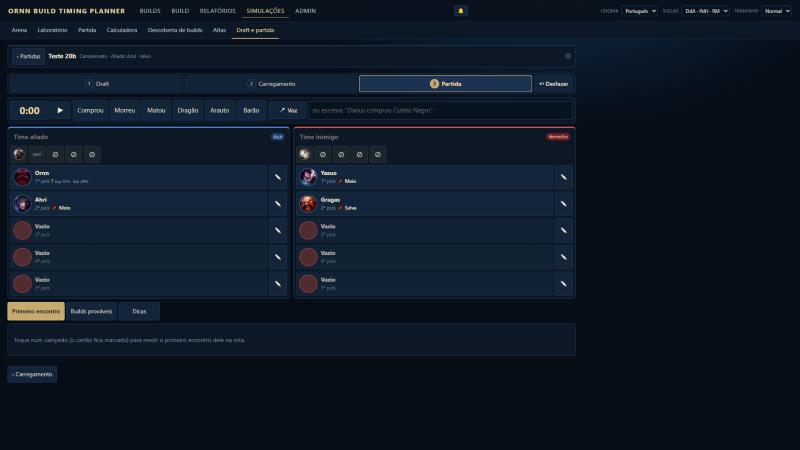 ORNN BUILD TIMING PLANNER BUILDS BUILD RELATÓRIOS SIMULAÇÕES ADMIN IDIOMA Português SIGLAS DdA - PdH - RM TAMANHO Normal
Arena Laboratório Partida Calculadora Descoberta de builds Atlas Draft e partida
‹ Partidas Teste 20b Campeonato · Aliado: Azul · salvo
1 Draft 2 Carregamento 3 Partida Desfazer
0:00 Comprou Morreu Matou Dragão Arauto Barão Voz ou escreva: "Darius comprou Cutelo Negro"
Time aliado Azul
sem
Ornn
1º pick
Ahri
2º pick Meio
Vazio
3º pick
Vazio
4º pick
Vazio
5º pick
Time inimigo Vermelho
Yasuo
1º pick Meio
Gragas
2º pick Selva
Vazio
3º pick
Vazio
4º pick
Vazio
5º pick
Primeiro encontro Builds prováveis Dicas
Toque num campeão (o cartão fica marcado) para medir o primeiro encontro dele na rota.
‹ Carregamento